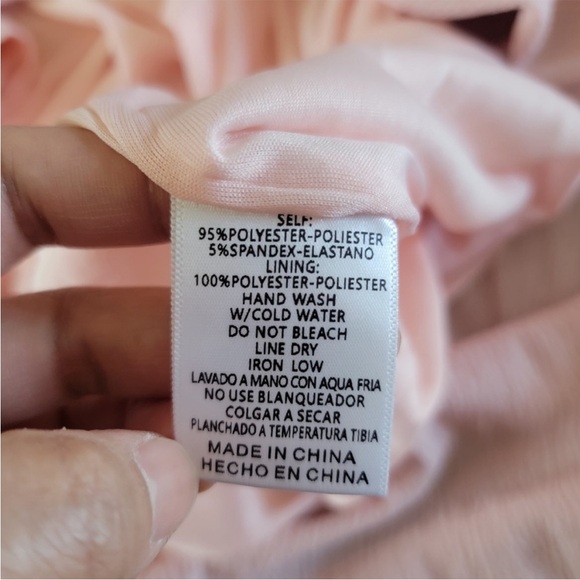 SELF:
95%POLYESTER-POLIESTER
5%SPANDEX-ELASTANO
LINING:
100%POLYESTER-POLIESTER
HAND WASH
W/COLD WATER
DO NOT BLEACH
LINE DRY
IRON LOW
LAVADO A MANO CON AQUA FRIA
NO USE BLANQUEADOR
COLGAR A SECAR
PLANCHADO A TEMPERATURA TIBIA
MADE IN CHINA
HECHO EN CHINA